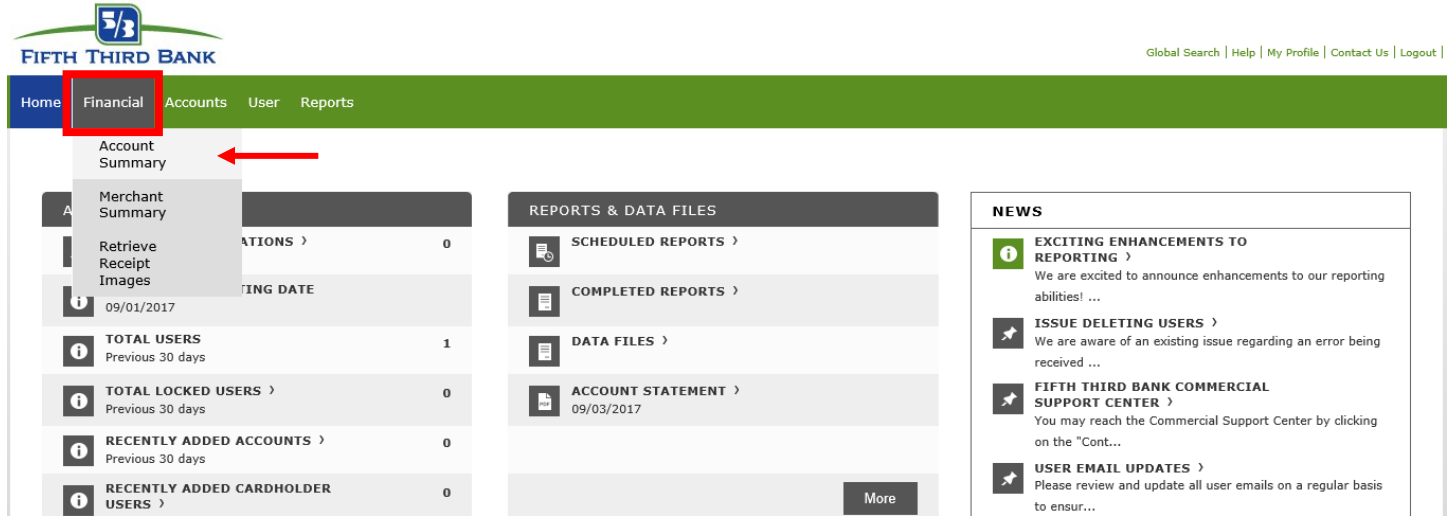 5/3
FIFTH THIRD BANK
Global Search | Help | My Profile | Contact Us | Logout |
Home Financial Accounts User Reports
Account
Summary
Merchant
Summary
Retrieve
Receipt
Images
A
ATIONS › 0
TING DATE
09/01/2017
TOTAL USERS 1
Previous 30 days
TOTAL LOCKED USERS › 0
Previous 30 days
RECENTLY ADDED ACCOUNTS › 0
Previous 30 days
RECENTLY ADDED CARDHOLDER 0
USERS ›
REPORTS & DATA FILES
SCHEDULED REPORTS ›
COMPLETED REPORTS ›
DATA FILES ›
PDF
ACCOUNT STATEMENT ›
09/03/2017
More
NEWS
EXCITING ENHANCEMENTS TO
REPORTING ›
We are excited to announce enhancements to our reporting
abilities! ...
ISSUE DELETING USERS ›
We are aware of an existing issue regarding an error being
received ...
FIFTH THIRD BANK COMMERCIAL
SUPPORT CENTER ›
You may reach the Commercial Support Center by clicking
on the "Cont...
USER EMAIL UPDATES ›
Please review and update all user emails on a regular basis
to ensur...